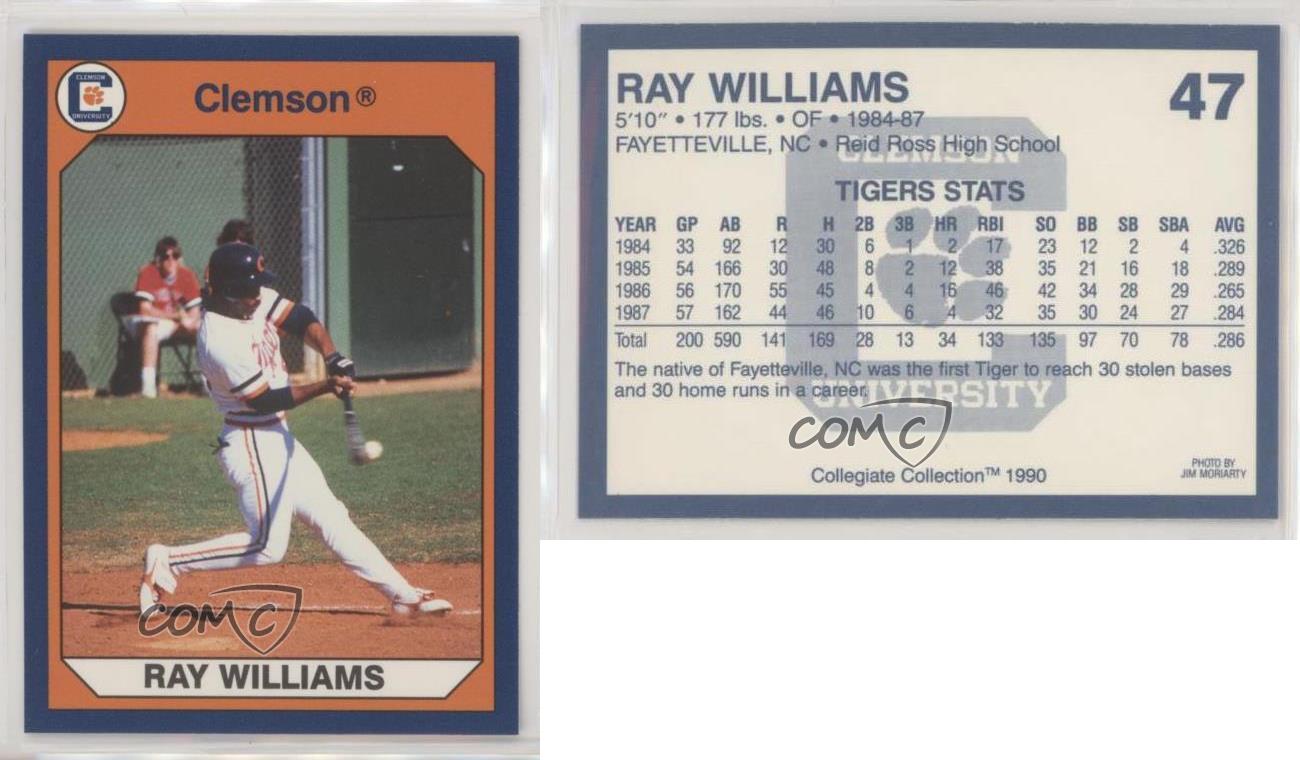 CLEMSON
UNIVERSITY
Clemson®
Tigers
COMC
RAY WILLIAMS
RAY WILLIAMS 47
5'10" • 177 lbs. • OF • 1984-87
FAYETTEVILLE, NC • Reid Ross High School
CLEMSON
TIGERS STATS
YEAR GP AB R H 2B 3B HR RBI SO BB SB SBA AVG
1984 33 92 12 30 6 1 2 17 23 12 2 4 .326
1985 54 166 30 48 8 2 12 38 35 21 16 18 .289
1986 56 170 55 45 4 4 16 46 42 34 28 29 .265
1987 57 162 44 46 10 6 4 32 35 30 24 27 .284
Total 200 590 141 169 28 13 34 133 135 97 70 78 .286
The native of Fayetteville, NC was the first Tiger to reach 30 stolen bases
and 30 home runs in a career.
UNIVERSITY
COMC
Collegiate Collection™ 1990
PHOTO BY
JIM MORIARTY